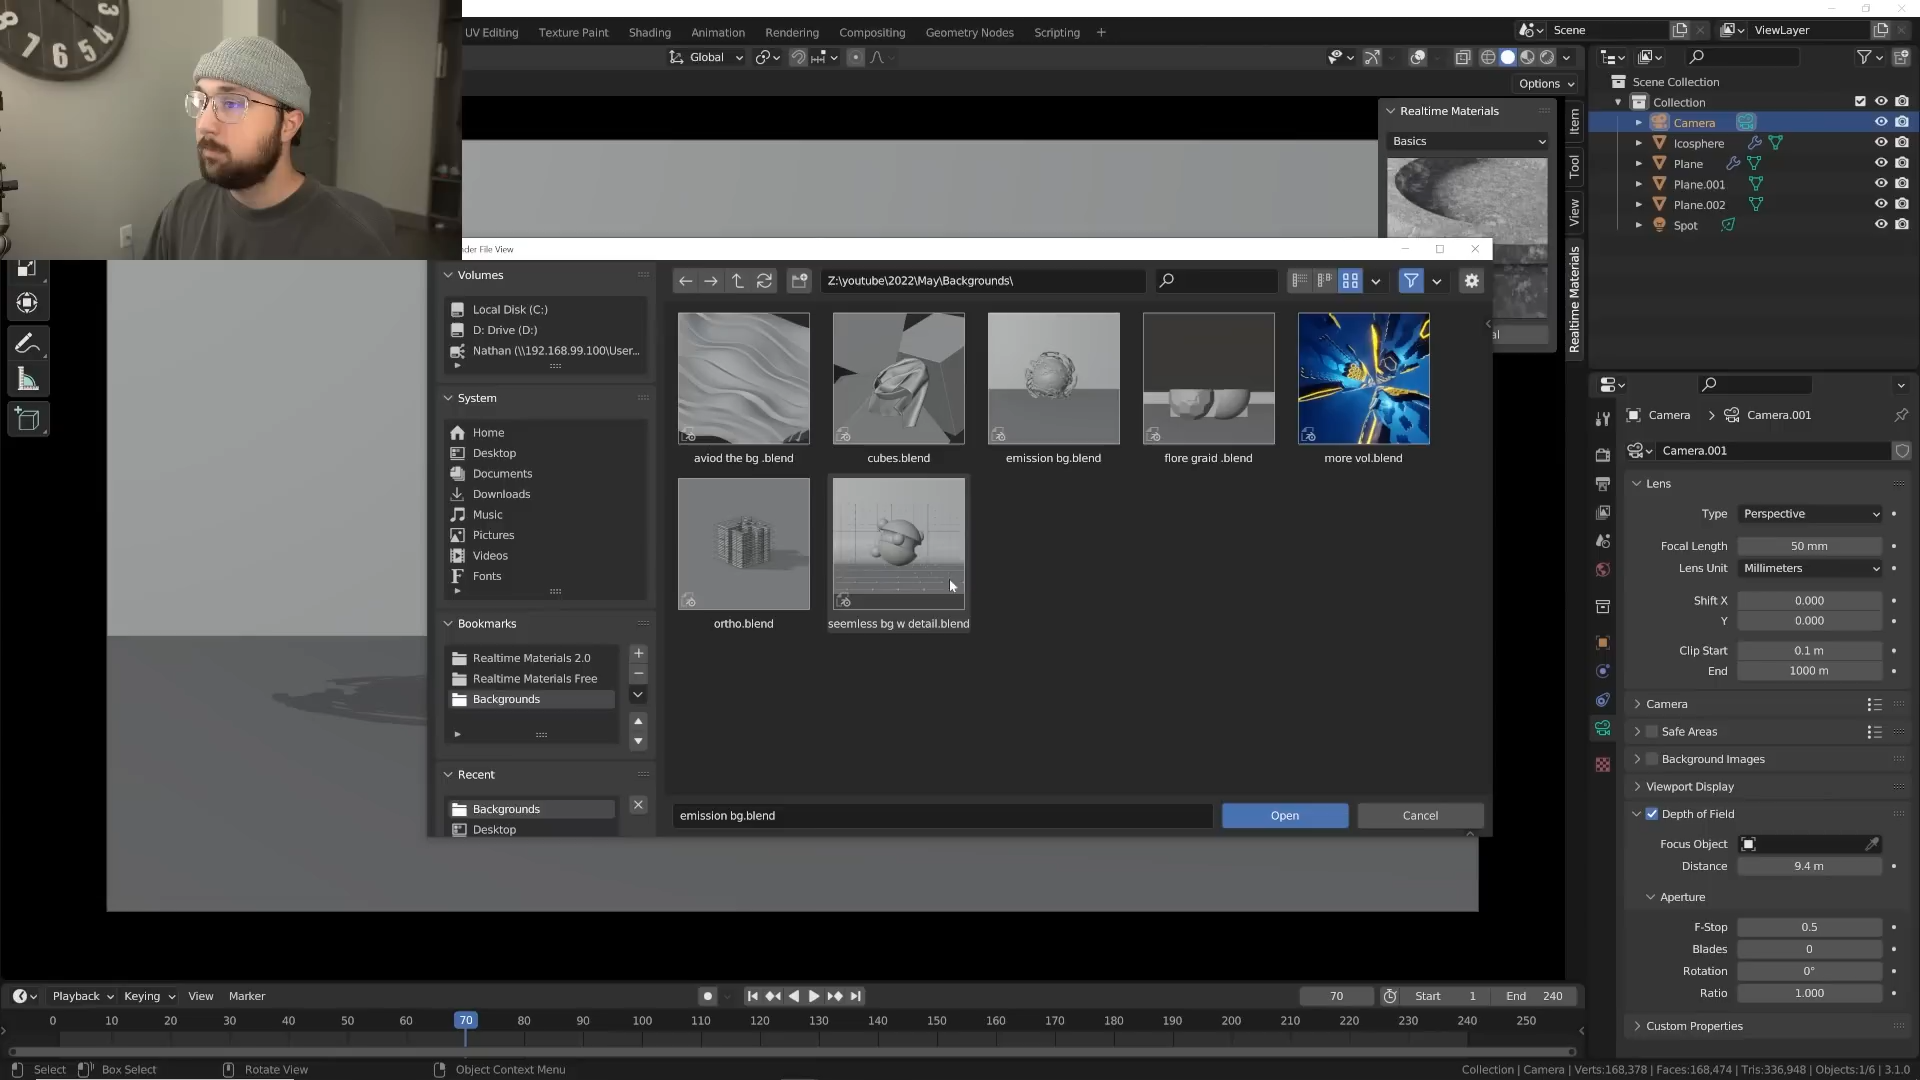 8
7
6
5
4
3
UV Editing Texture Paint Shading Animation Rendering Compositing Geometry Nodes Scripting +
Scene
ViewLayer
Global
Options
Scene Collection
Collection
Camera
Icosphere
Plane
Plane.001
Plane.002
Spot
Realtime Materials
Basics
Item
Tool
View
Realtime Materials
nder File View
Volumes
Local Disk (C:)
D: Drive (D:)
Nathan (\\192.168.99.100\User...
System
Home
Desktop
Documents
Downloads
Music
Pictures
Videos
Fonts
Bookmarks
Realtime Materials 2.0
Realtime Materials Free
Backgrounds
Recent
Backgrounds
Desktop
Z:\youtube\2022\May\Backgrounds\
al
aviod the bg .blend
cubes.blend
emission bg.blend
flore graid .blend
more vol.blend
ortho.blend
seemless bg w detail.blend
emission bg.blend
Open
Cancel
Camera > Camera.001
Camera.001
Lens
Type Perspective
Focal Length 50 mm
Lens Unit Millimeters
Shift X 0.000
Y 0.000
Clip Start 0.1 m
End 1000 m
Camera
Safe Areas
Background Images
Viewport Display
Depth of Field
Focus Object
Distance 9.4 m
Aperture
F-Stop 0.5
Blades 0
Rotation 0°
Ratio 1.000
Custom Properties
Playback Keying View Marker
70
Start 1
End 240
0 10 20 30 40 50 60 70 80 90 100 110 120 130 140 150 160 170 180 190 200 210 220 230 240 250
Select Box Select Rotate View Object Context Menu
Collection | Camera | Verts:168,378 | Faces:168,474 | Tris:336,948 | Objects:1/6 | 3.1.0